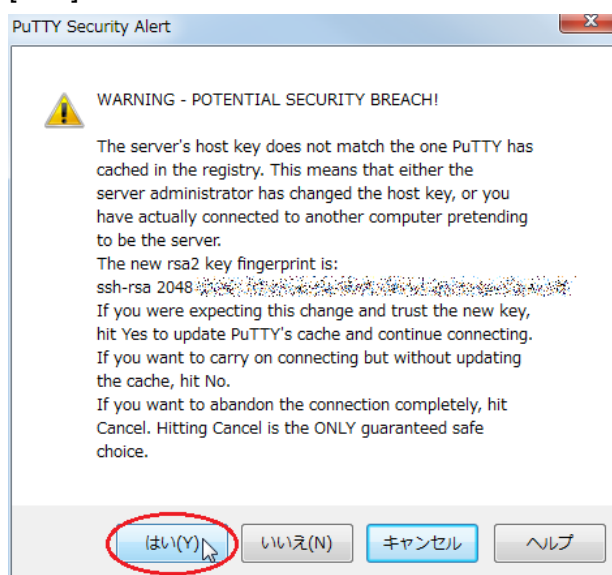 PuTTY Security Alert
WARNING - POTENTIAL SECURITY BREACH!
The server's host key does not match the one PuTTY has
cached in the registry. This means that either the
server administrator has changed the host key, or you
have actually connected to another computer pretending
to be the server.
The new rsa2 key fingerprint is:
ssh-rsa 2048
If you were expecting this change and trust the new key,
hit Yes to update PuTTY's cache and continue connecting.
If you want to carry on connecting but without updating
the cache, hit No.
If you want to abandon the connection completely, hit
Cancel. Hitting Cancel is the ONLY guaranteed safe
choice.
はい(Y) いいえ(N) キャンセル ヘルプ